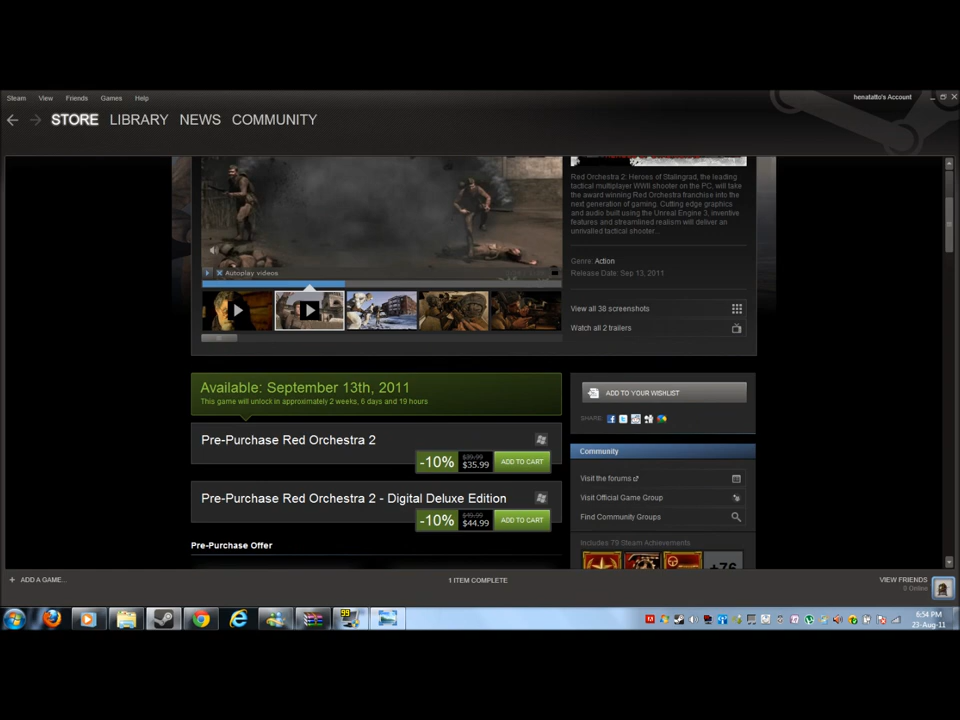 Steam View Friends Games Help
henatatto's Account
STORE LIBRARY NEWS COMMUNITY
Red Orchestra 2: Heroes of Stalingrad, the leading
tactical multiplayer WWII shooter on the PC, will take
the award winning Red Orchestra franchise into the
next generation of gaming. Cutting edge graphics
and audio built using the Unreal Engine 3, inventive
features and streamlined realism will deliver an
unrivalled tactical shooter...
Autoplay videos
Genre: Action
Release Date: Sep 13, 2011
View all 38 screenshots
Watch all 2 trailers
Available: September 13th, 2011
This game will unlock in approximately 2 weeks, 6 days and 19 hours
Pre-Purchase Red Orchestra 2
-10% $39.99 $35.99 ADD TO CART
Pre-Purchase Red Orchestra 2 - Digital Deluxe Edition
-10% $49.99 $44.99 ADD TO CART
Pre-Purchase Offer
ADD TO YOUR WISHLIST
SHARE:
Community
Visit the forums
Visit Official Game Group
Find Community Groups
Includes 79 Steam Achievements
+76
ADD A GAME...
1 ITEM COMPLETE
VIEW FRIENDS
0 Online
99
6:54 PM
23-Aug-11